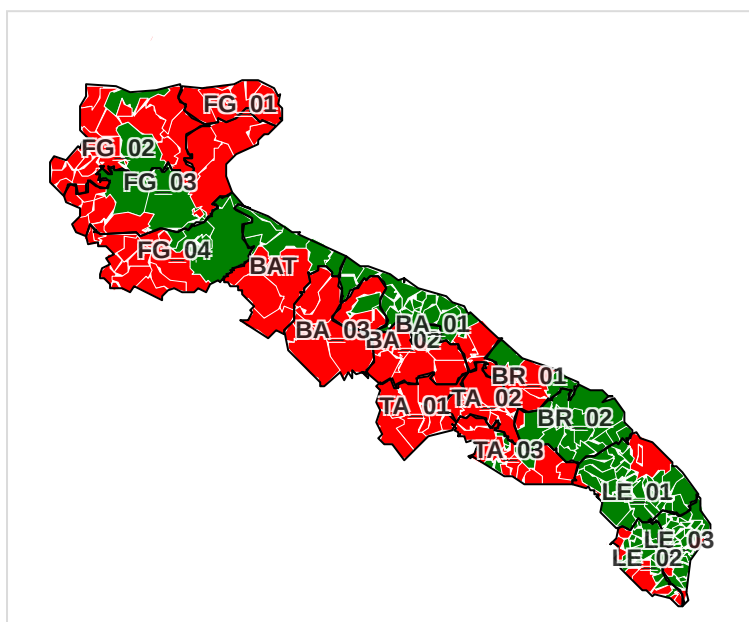 FG_01
FG_02
FG_03
FG_04
BAT
BA_01
BA_03
BA_02
BR_01
TA_02
TA_01
BR_02
TA_03
LE_01
LE_03
LE_02